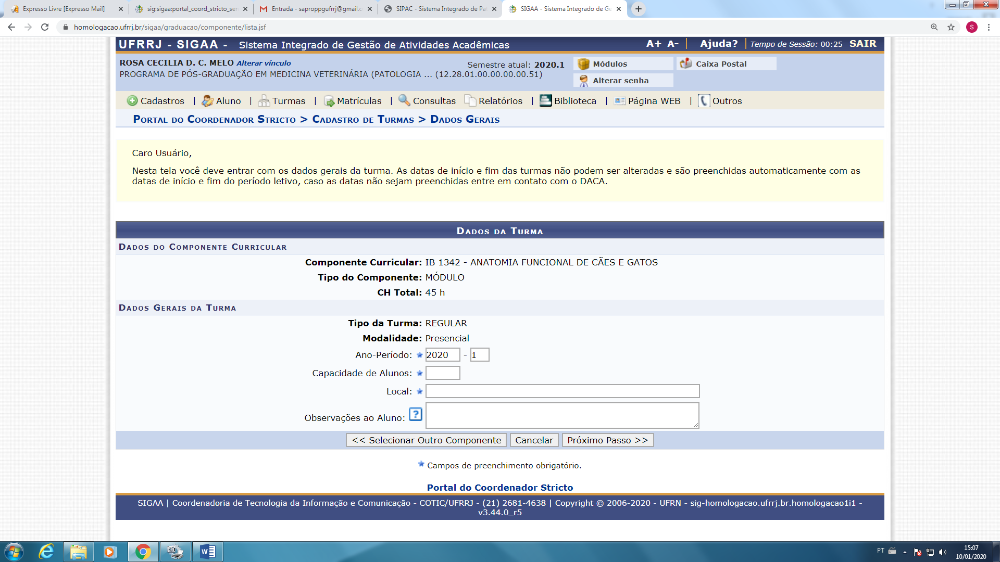 Expresso Livre [Expresso Mail]
sig:sigaa:portal_coord_stricto_sen
Entrada - saproppgufrrj@gmail.c
SIPAC - Sistema Integrado de Pat
SIGAA - Sistema Integrado de Ge
homologacao.ufrrj.br/sigaa/graduacao/componente/lista.jsf
S
UFRRJ - SIGAA - Sistema Integrado de Gestão de Atividades Acadêmicas
A+ A- | Ajuda? | Tempo de Sessão: 00:25 SAIR
ROSA CECILIA D. C. MELO Alterar vínculo
Semestre atual: 2020.1
Módulos
Caixa Postal
PROGRAMA DE PÓS-GRADUAÇÃO EM MEDICINA VETERINÁRIA (PATOLOGIA ... (12.28.01.00.00.00.00.51)
Alterar senha
Cadastros | Aluno | Turmas | Matrículas | Consultas Relatórios | Biblioteca | Página WEB | Outros
Portal do Coordenador Stricto > Cadastro de Turmas > Dados Gerais
Caro Usuário,
Nesta tela você deve entrar com os dados gerais da turma. As datas de início e fim das turmas não podem ser alteradas e são preenchidas automaticamente com as
datas de início e fim do período letivo, caso as datas não sejam preenchidas entre em contato com o DACA.
Dados da Turma
Dados do Componente Curricular
Componente Curricular: IB 1342 - ANATOMIA FUNCIONAL DE CÃES E GATOS
Tipo do Componente: MÓDULO
CH Total: 45 h
Dados Gerais da Turma
Tipo da Turma: REGULAR
Modalidade: Presencial
Ano-Período: 2020 - 1
Capacidade de Alunos:
Local:
Observações ao Aluno: ?
<< Selecionar Outro Componente Cancelar Próximo Passo >>
Campos de preenchimento obrigatório.
Portal do Coordenador Stricto
SIGAA | Coordenadoria de Tecnologia da Informação e Comunicação - COTIC/UFRRJ - (21) 2681-4638 | Copyright © 2006-2020 - UFRN - sig-homologacao.ufrrj.br.homologacao1i1 -
v3.44.0_r5
PT
15:07
10/01/2020